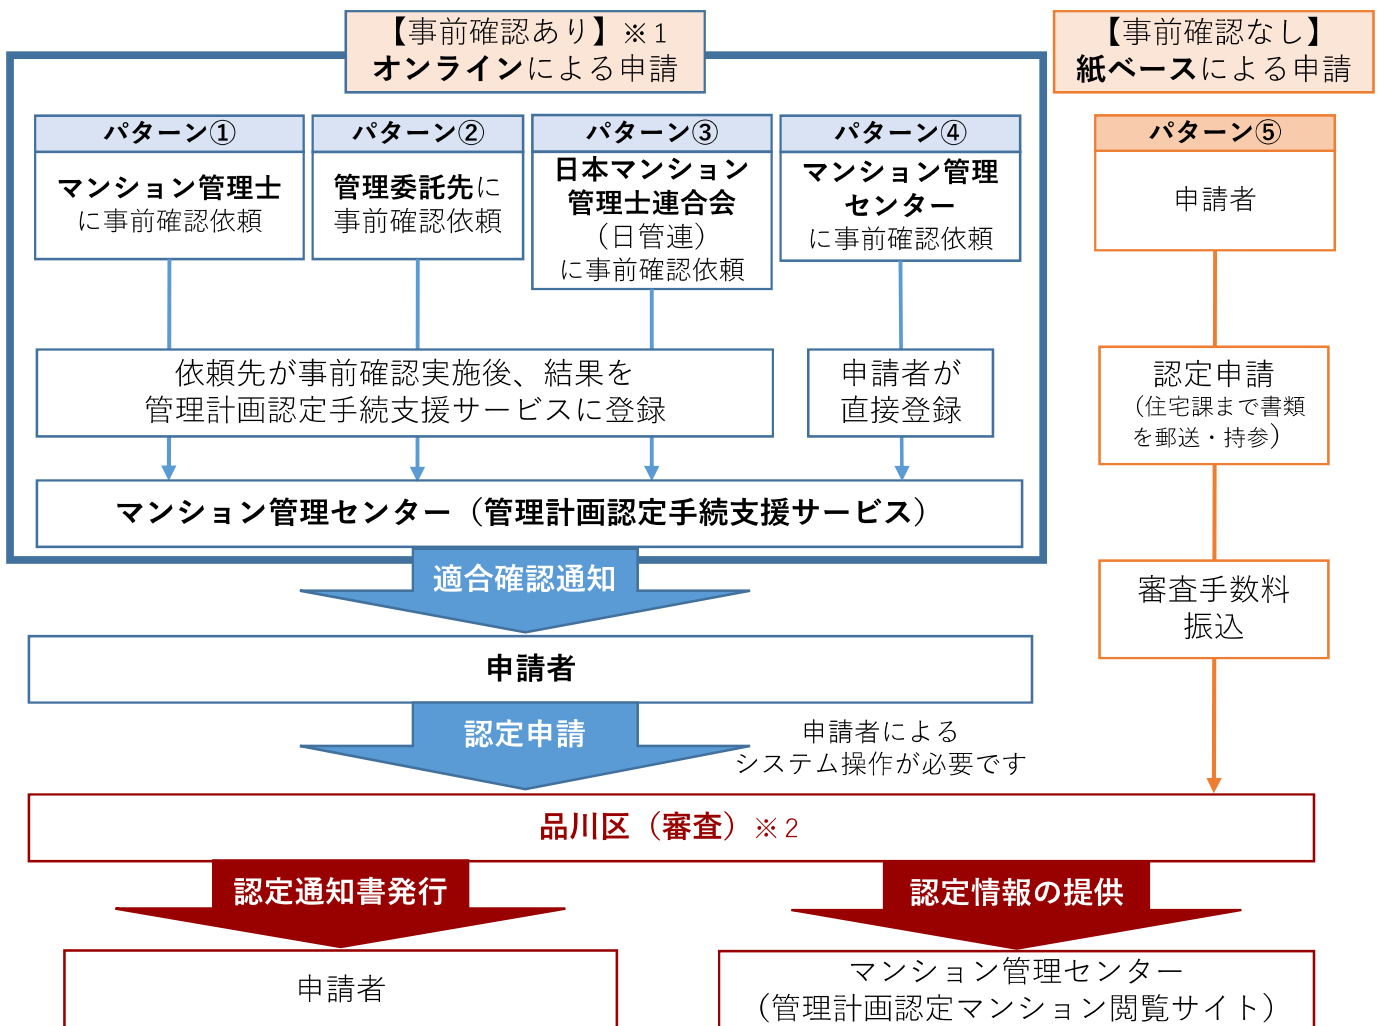 【事前確認あり】※1
オンラインによる申請
【事前確認なし】
紙ベースによる申請
パターン①
マンション管理士
に事前確認依頼
パターン②
管理委託先に
事前確認依頼
パターン③
日本マンション
管理士連合会
（日管連）
に事前確認依頼
パターン④
マンション管理
センター
に事前確認依頼
パターン⑤
申請者
依頼先が事前確認実施後、結果を
管理計画認定手続支援サービスに登録
申請者が
直接登録
認定申請
（住宅課まで書類
を郵送・持参）
マンション管理センター（管理計画認定手続支援サービス）
適合確認通知
審査手数料
振込
申請者
認定申請
申請者による
システム操作が必要です
品川区（審査）※2
認定通知書発行
認定情報の提供
申請者
マンション管理センター
（管理計画認定マンション閲覧サイト）